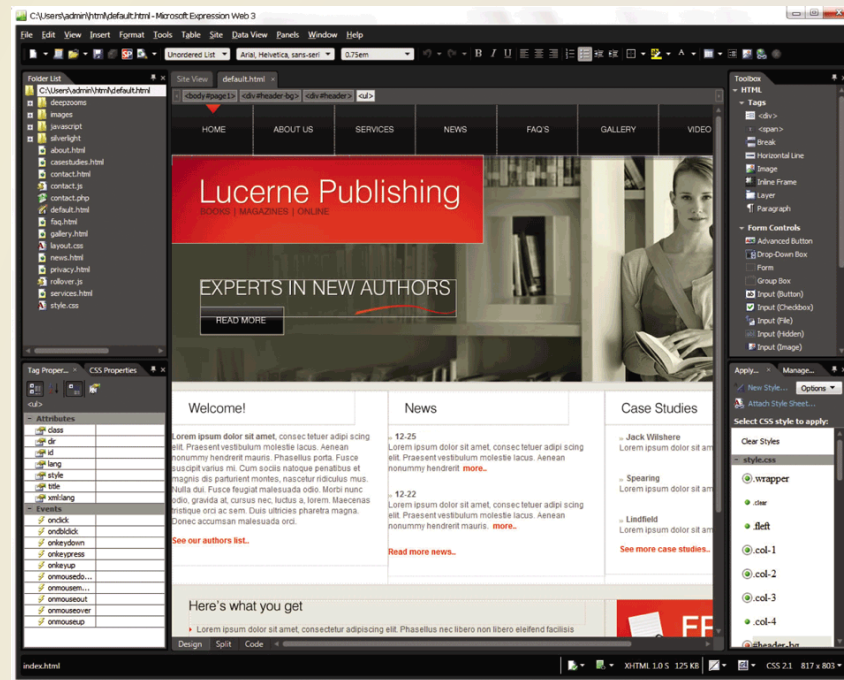 C:\Users\admin\html\default.html - Microsoft Expression Web 3
File Edit View Insert Format Tools Table Site Data View Panels Window Help
Unordered List Arial, Helvetica, sans-serif 0.75em B I U
Folder List
C:\Users\admin\html\default.html
deepzooms
images
javascript
silverlight
about.html
casestudies.html
contact.html
contact.js
contact.php
default.html
faq.html
gallery.html
layout.css
news.html
privacy.html
rollover.js
services.html
style.css
Tag Proper... CSS Properties
<ul>
Attributes
class
dir
id
lang
style
title
xml:lang
Events
onclick
ondblclick
onkeydown
onkeypress
onkeyup
onmousedo...
onmousem...
onmouseout
onmouseover
onmouseup
Site View default.html
<body#page1> <div#header-bg> <div#header> <ul>
HOME ABOUT US SERVICES NEWS FAQ'S GALLERY VIDEO
Lucerne Publishing
BOOKS | MAGAZINES | ONLINE
EXPERTS IN NEW AUTHORS
READ MORE
Welcome!
Lorem ipsum dolor sit amet, consectetuer adipi scing
elit. Praesent vestibulum molestie lacus. Aenean
nonummy hendrerit mauris. Phasellus porta. Fusce
suscipit varius mi. Cum sociis natoque penatibus et
magnis dis parturient montes, nascetur ridiculus mus.
Nulla dui. Fusce feugiat malesuada odio. Morbi nunc
odio, gravida at, cursus nec, luctus a, lorem. Maecenas
tristique orci ac sem. Duis ultricies pharetra magna.
Donec accumsan malesuada orci.
See our authors list..
News
12-25
Lorem ipsum dolor sit amet, consectetuer adipi scing
elit. Praesent vestibulum molestie lacus. Aenean
nonummy hendrerit more..
12-22
Lorem ipsum dolor sit amet, consectetuer adipi scing
elit. Praesent vestibulum molestie lacus. Aenean
nonummy hendrerit mauris. more..
Read more news..
Case Studies
Jack Wilshere
Lorem ipsum dolor sit am
Spearing
Lorem ipsum dolor sit am
Lindfield
Lorem ipsum dolor sit am
See more case studies..
Here's what you get
Lorem ipsum dolor sit amet, consectetur adipiscing elit. Phasellus nec libero non libero eleifend facilisis
FF
Design Split Code
Toolbox
HTML
Tags
<div>
<span>
Break
Horizontal Line
Image
Inline Frame
Layer
Paragraph
Form Controls
Advanced Button
Drop-Down Box
Form
Group Box
Input (Button)
Input (Checkbox)
Input (File)
Input (Hidden)
Input (Image)
Apply... Manage...
New Style... Options
Attach Style Sheet...
Select CSS style to apply:
Clear Styles
style.css
.wrapper
.clear
.fleft
.col-1
.col-2
.col-3
.col-4
#header-bg
index.html XHTML 1.0 S 125 KB CSS 2.1 817 x 803